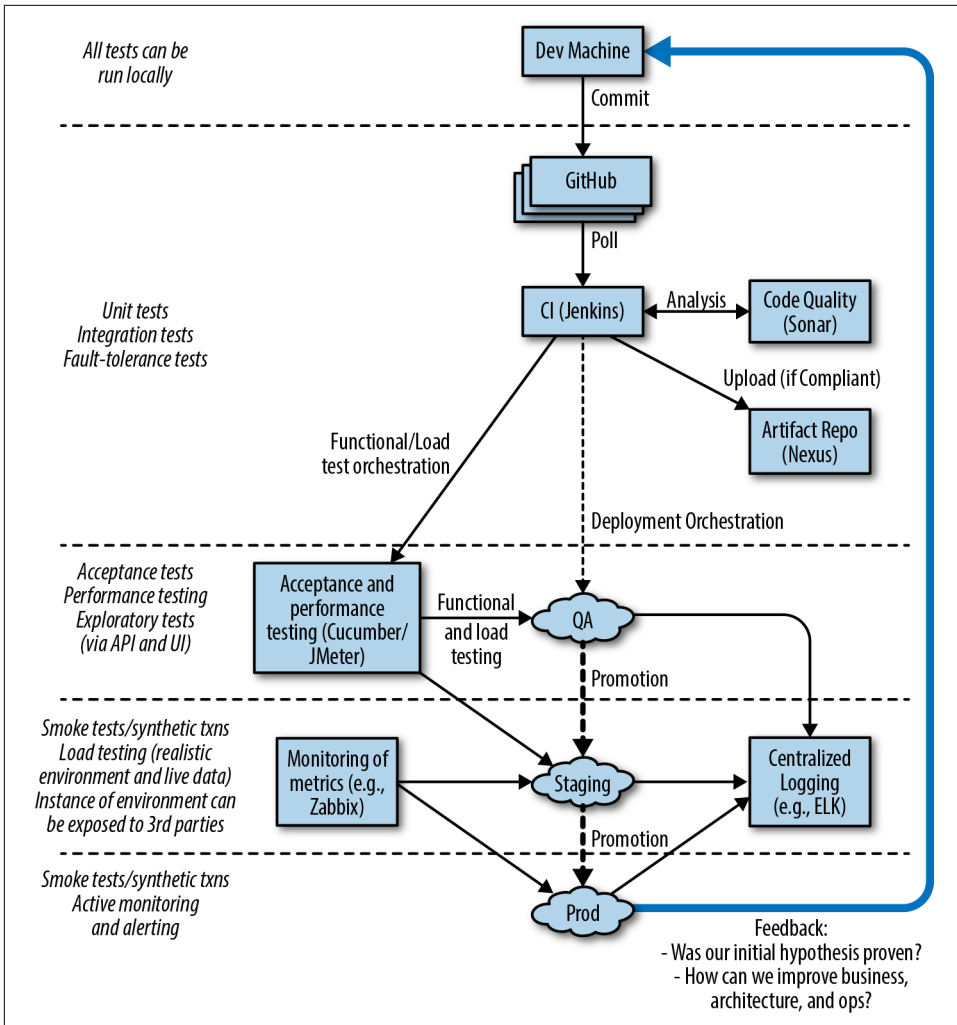 All tests can be
run locally
Dev Machine
Commit
GitHub
Poll
Unit tests
Integration tests
Fault-tolerance tests
CI (Jenkins)
Analysis
Code Quality
(Sonar)
Upload (if Compliant)
Artifact Repo
(Nexus)
Functional/Load
test orchestration
Deployment Orchestration
Acceptance tests
Performance testing
Exploratory tests
(via API and UI)
Acceptance and
performance
testing (Cucumber/
JMeter)
Functional
and load
testing
QA
Promotion
Smoke tests/synthetic txns
Load testing (realistic
environment and live data)
Instance of environment can
be exposed to 3rd parties
Monitoring of
metrics (e.g.,
Zabbix)
Staging
Centralized
Logging
(e.g., ELK)
Promotion
Smoke tests/synthetic txns
Active monitoring
and alerting
Prod
Feedback:
- Was our initial hypothesis proven?
- How can we improve business,
architecture, and ops?